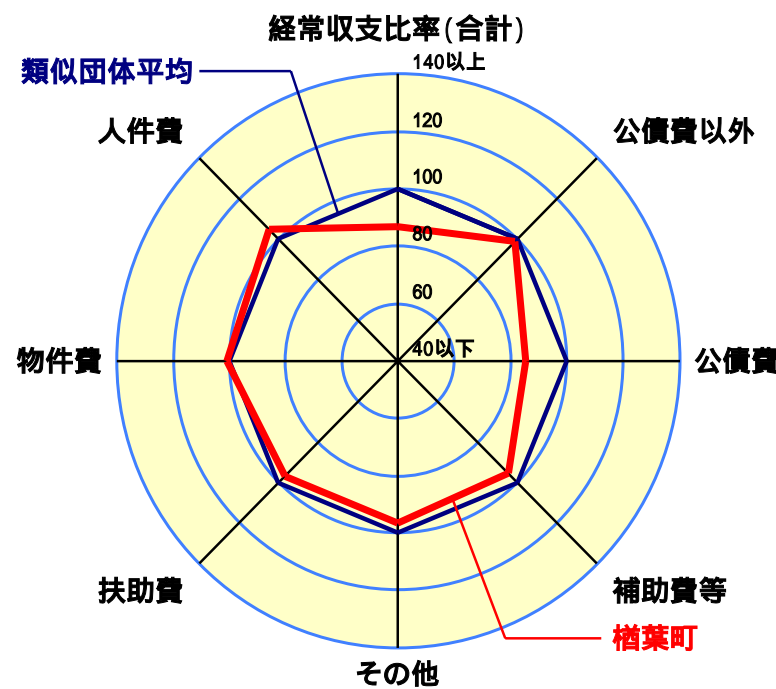 経常収支比率(合計)
140以上
類似団体平均
120
人件費
公債費以外
100
80
60
40以下
物件費
公債費
扶助費
補助費等
楢葉町
その他